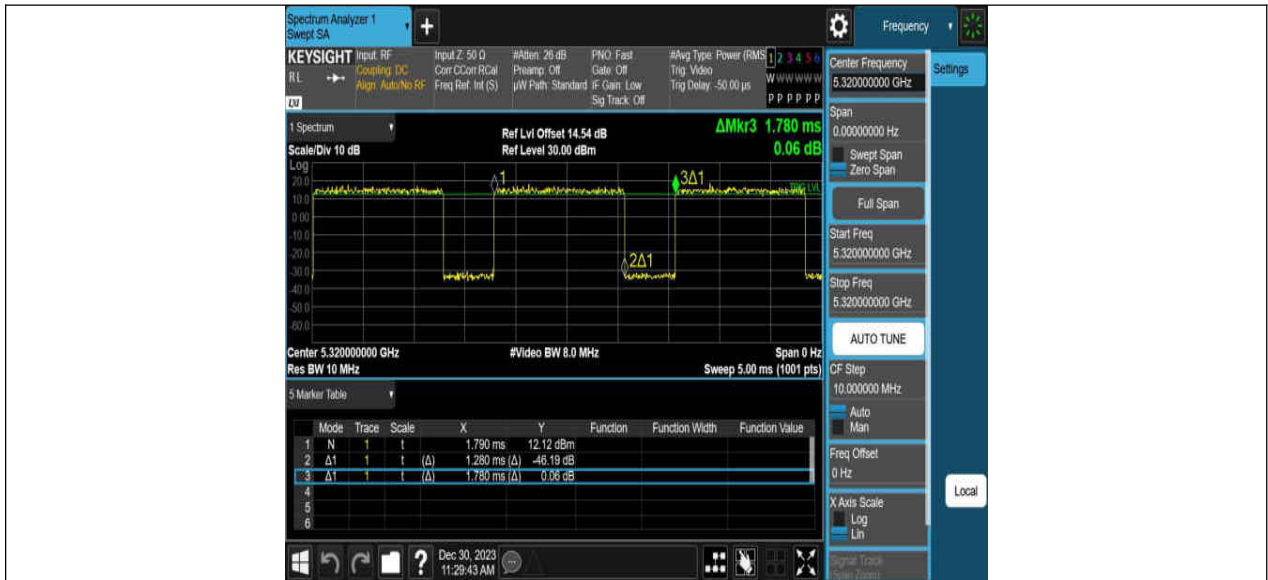 Spectrum Analyzer 1
Swept SA
+
Frequency
KEYSIGHT
RL
Input: RF
Coupling: DC
Align: Auto/No RF
Input Z: 50 Ω
Corr CCorr RCal
Freq Ref: Int (S)
#Atten: 26 dB
Preamp: Off
µW Path: Standard
PNO: Fast
Gate: Off
IF Gain: Low
Sig Track: Off
#Avg Type: Power (RMS
Trig: Video
Trig Delay: -50.00 µs
1 2 3 4 5 6
W W W W W W
P P P P P P
1 Spectrum
Scale/Div 10 dB
Ref Lvl Offset 14.54 dB
Ref Level 30.00 dBm
ΔMkr3 1.780 ms
0.06 dB
Log
20.0
10.0
0.00
-10.0
-20.0
-30.0
-40.0
-50.0
-60.0
1
3Δ1
TRIG LVL
2Δ1
Center 5.320000000 GHz
Res BW 10 MHz
#Video BW 8.0 MHz
Span 0 Hz
Sweep 5.00 ms (1001 pts)
5 Marker Table
Mode Trace Scale X Y Function Function Width Function Value
1 N 1 t 1.790 ms 12.12 dBm
2 Δ1 1 t (Δ) 1.280 ms (Δ) -46.19 dB
3 Δ1 1 t (Δ) 1.780 ms (Δ) 0.06 dB
4
5
6
Dec 30, 2023
11:29:43 AM
?
Center Frequency
5.320000000 GHz
Settings
Span
0.00000000 Hz
Swept Span
Zero Span
Full Span
Start Freq
5.320000000 GHz
Stop Freq
5.320000000 GHz
AUTO TUNE
CF Step
10.000000 MHz
Auto
Man
Freq Offset
0 Hz
X Axis Scale
Log
Lin
Signal Track
(Span Zoom)
Local